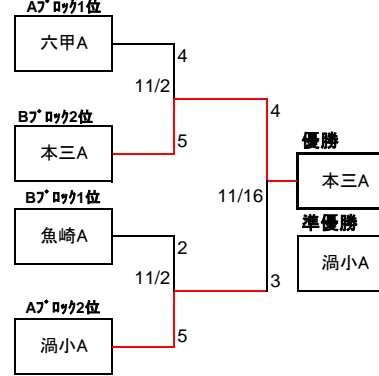 Aブロック1位
六甲A
4
11/2
Bブロック2位
5
本三A
4
優勝
本三A
11/16
準優勝
渦小A
Bブロック1位
魚崎A
2
11/2
3
Aブロック2位
5
渦小A